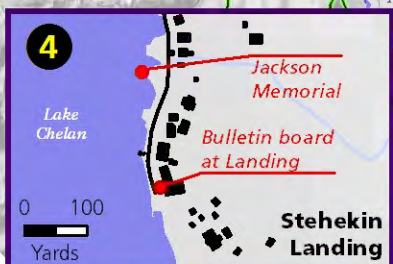 4
Jackson
Memorial
Lake
Chelan
Bulletin board
at Landing
0 100
Yards
Stehekin
Landing